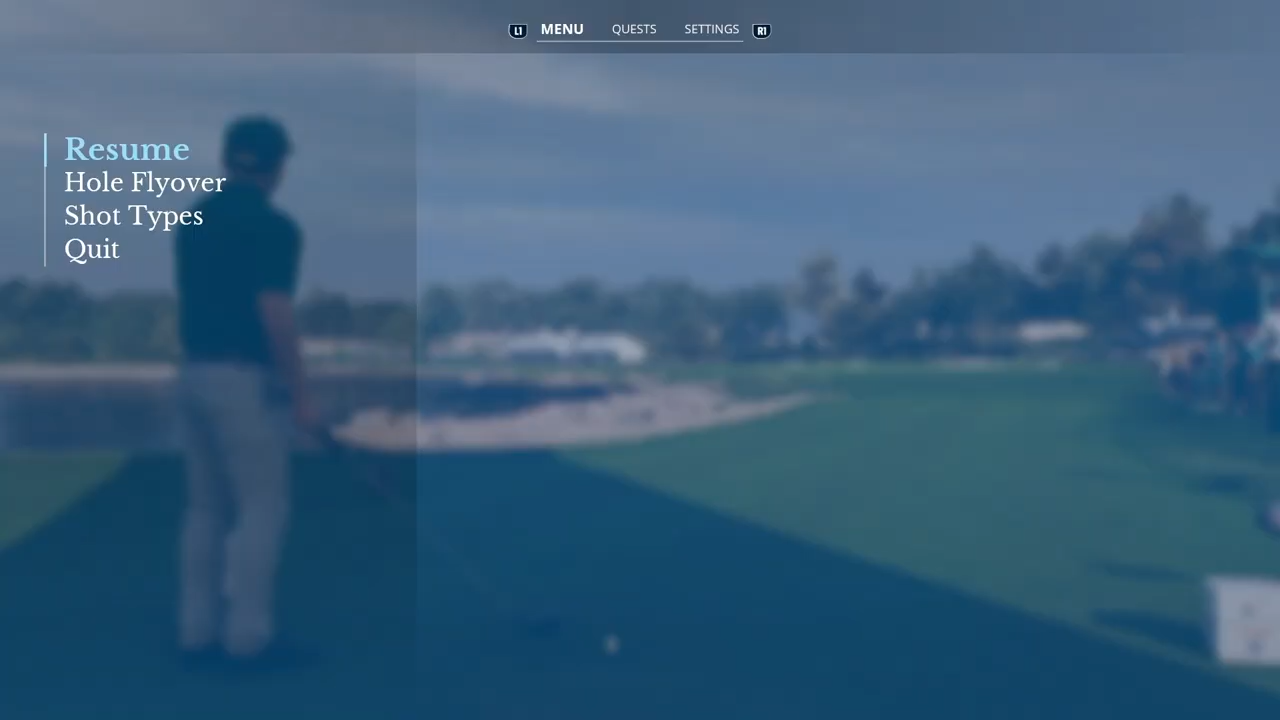 L1 MENU QUESTS SETTINGS R1
Resume
Hole Flyover
Shot Types
Quit